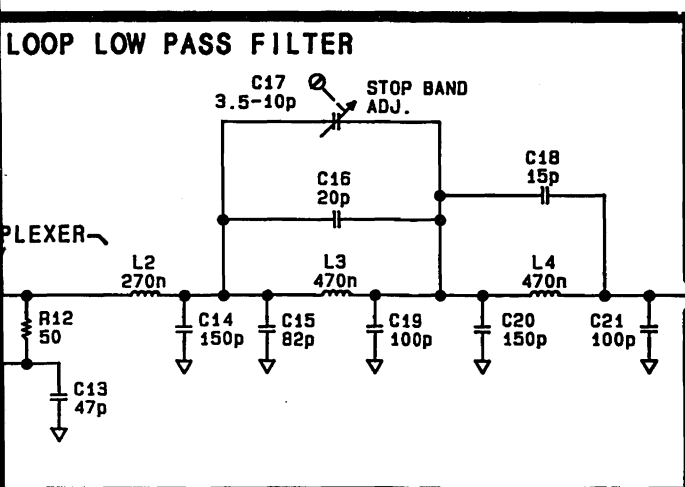 LOOP LOW PASS FILTER
C17
3.5-10p
STOP BAND
ADJ.
C16
20p
C18
15p
PLEXER
L2
270n
L3
470n
L4
470n
R12
50
C14
150p
C15
82p
C19
100p
C20
150p
C21
100p
C13
47p